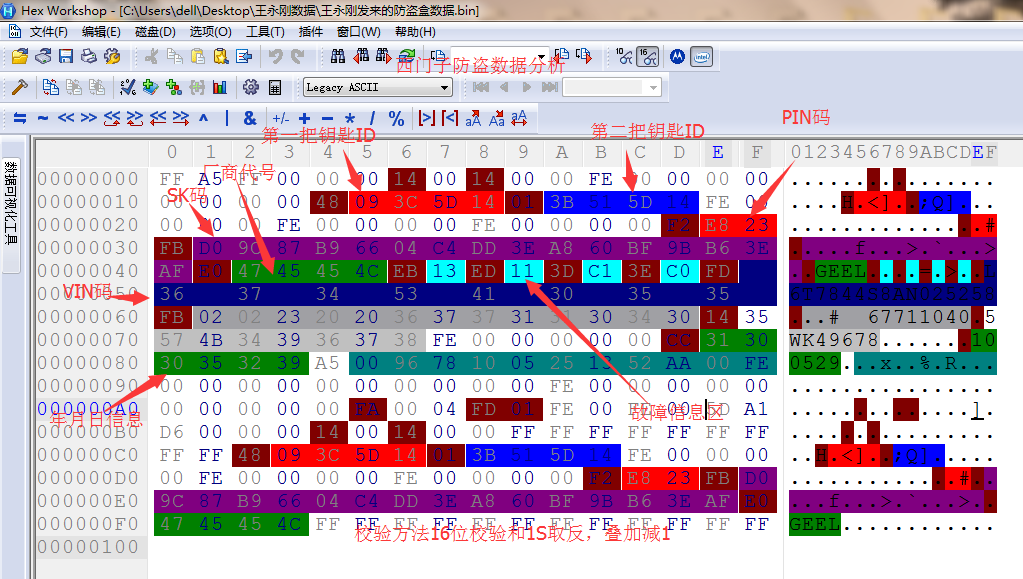 Hex Workshop - [C:\Users\dell\Desktop\王永刚数据\王永刚发来的防盗盒数据.bin]
文件(F) 编辑(E) 磁盘(D) 选项(O) 工具(T) 插件 窗口(W) 帮助(H)
西门子防盗数据分析
Legacy ASCII
第一把钥匙ID 第二把钥匙ID PIN码
数据可视化工具
0 1 2 3 4 5 6 7 8 9 A B C D E F 0123456789ABCDEF
00000000 FF A5 FF 00 00 00 14 00 14 00 00 FE 00 00 00 00
厂商代号
SK码
00000010 00 00 00 00 48 09 3C 5D 14 01 3B 51 5D 14 FE 00 ....H.<]..;Q]...
00000020 00 00 00 FE 00 00 00 00 FE 00 00 00 00 F2 E8 23 ...............#
00000030 FB D0 9C 87 B9 66 04 C4 DD 3E A8 60 BF 9B B6 3E .....f...>.`...>
00000040 AF E0 47 45 45 4C EB 13 ED 11 3D C1 3E C0 FD ..GEEL....=.>..
VIN码
36 37 34 53 41 30 35 35
00000060 FB 02 02 23 20 20 36 37 37 31 31 30 34 30 14 35 ...#  67711040.5
00000070 57 4B 34 39 36 37 38 FE 00 00 00 00 00 CC 31 30 WK49678.......10
00000080 30 35 32 39 A5 00 96 78 10 05 25 13 52 AA 00 FE 0529...x..%.R...
00000090 00 00 00 00 00 00 00 00 00 00 FE 00 00 00 00 00 00
年月日信息
故障信息区
000000A0 00 00 00 00 00 FA 00 04 FD 01 FE 00 5D A1
000000B0 D6 00 00 00 14 00 14 00 00 FF FF FF FF FF FF FF
000000C0 FF FF 48 09 3C 5D 14 01 3B 51 5D 14 FE 00 00 00 ..H.<]..;Q].....
000000D0 00 FE 00 00 00 00 FE 00 00 00 00 F2 E8 23 FB D0 .............#..
000000E0 9C 87 B9 66 04 C4 DD 3E A8 60 BF 9B B6 3E AF E0 ...f...>.`...>..
000000F0 47 45 45 4C FF FF FF FF FF FF FF FF FF FF FF FF GEEL............
校验方法16位校验和1S取反，叠加减1
00000100